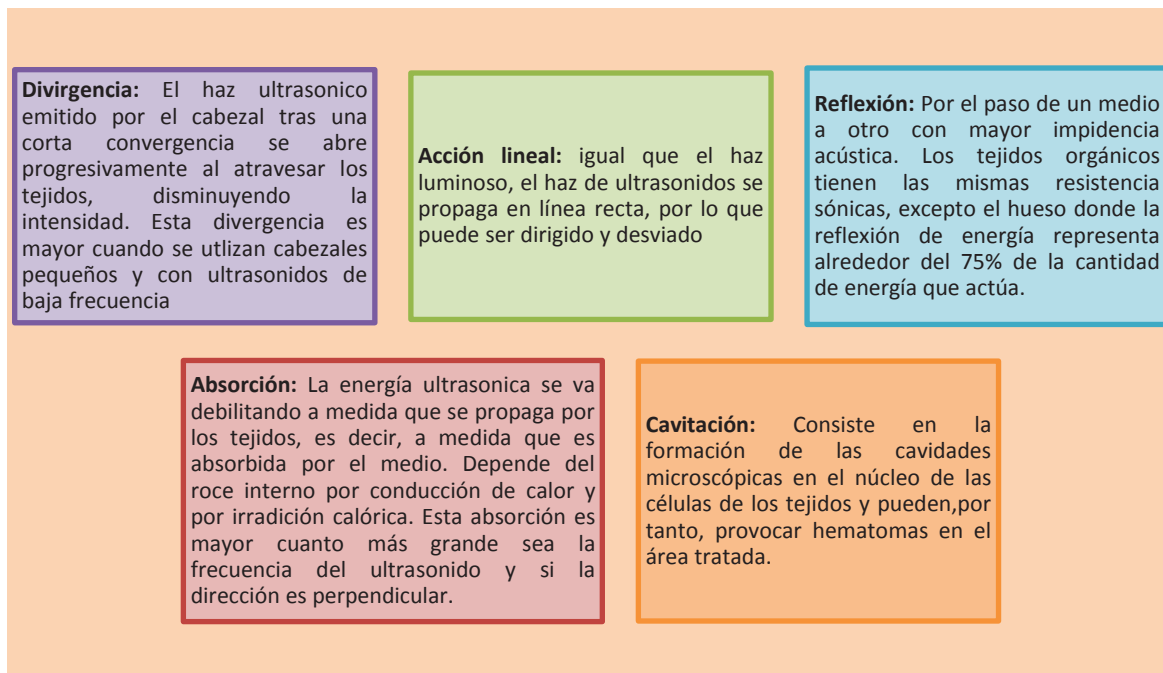 Divirgencia: El haz ultrasonico
emitido por el cabezal tras una
corta convergencia se abre
progresivamente al atravesar los
tejidos, disminuyendo la
intensidad. Esta divergencia es
mayor cuando se utlizan cabezales
pequeños y con ultrasonidos de
baja frecuencia
Acción lineal: igual que el haz
luminoso, el haz de ultrasonidos se
propaga en línea recta, por lo que
puede ser dirigido y desviado
Reflexión: Por el paso de un medio
a otro con mayor impidencia
acústica. Los tejidos orgánicos
tienen las mismas resistencia
sónicas, excepto el hueso donde la
reflexión de energía representa
alrededor del 75% de la cantidad
de energía que actúa.
Absorción: La energía ultrasonica se va
debilitando a medida que se propaga por
los tejidos, es decir, a medida que es
absorbida por el medio. Depende del
roce interno por conducción de calor y
por irradición calórica. Esta absorción es
mayor cuanto más grande sea la
frecuencia del ultrasonido y si la
dirección es perpendicular.
Cavitación: Consiste en la
formación de las cavidades
microscópicas en el núcleo de las
células de los tejidos y pueden,por
tanto, provocar hematomas en el
área tratada.